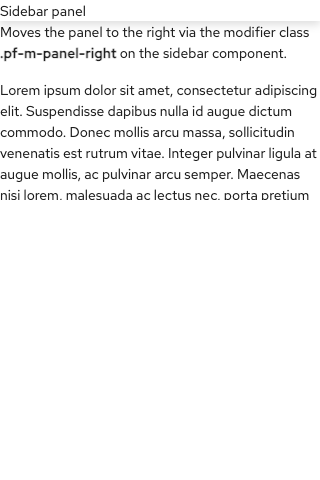 Sidebar panel
Moves the panel to the right via the modifier class
.pf-m-panel-right on the sidebar component.
Lorem ipsum dolor sit amet, consectetur adipiscing
elit. Suspendisse dapibus nulla id augue dictum
commodo. Donec mollis arcu massa, sollicitudin
venenatis est rutrum vitae. Integer pulvinar ligula at
augue mollis, ac pulvinar arcu semper. Maecenas
nisi lorem, malesuada ac lectus nec, porta pretium